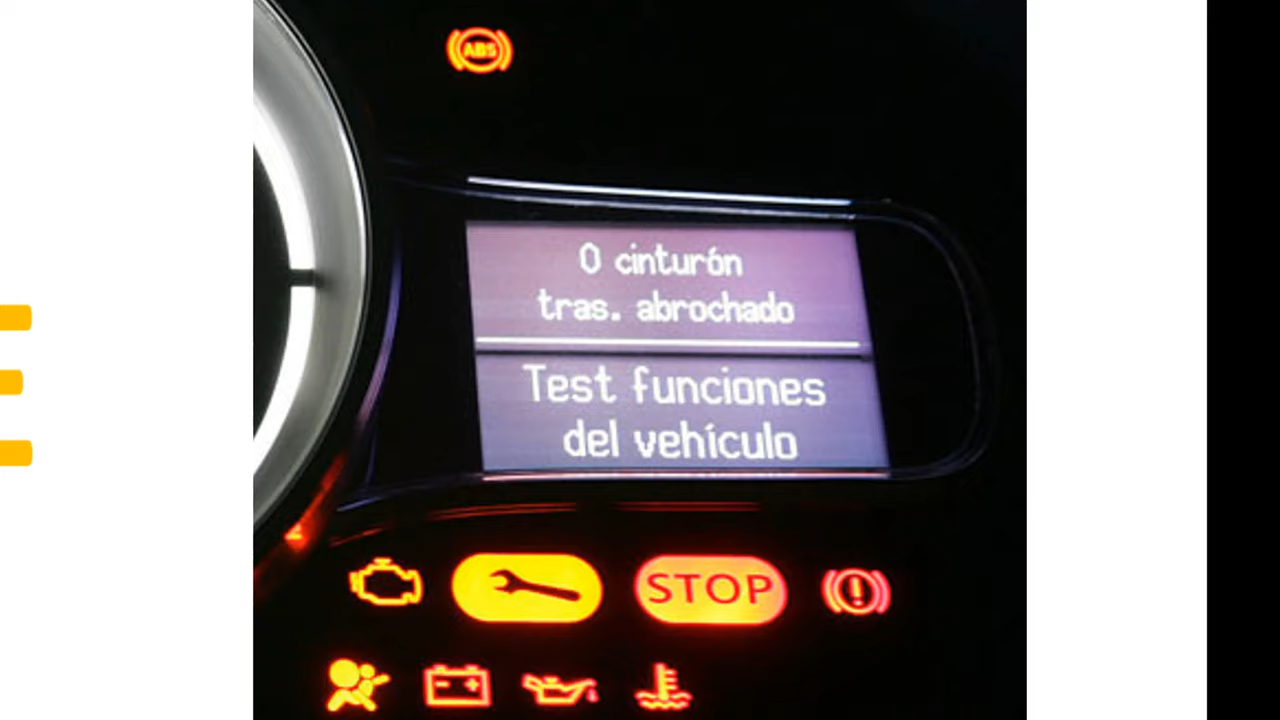 ABS
0 cinturón
tras. abrochado
Test funciones
del vehículo
STOP